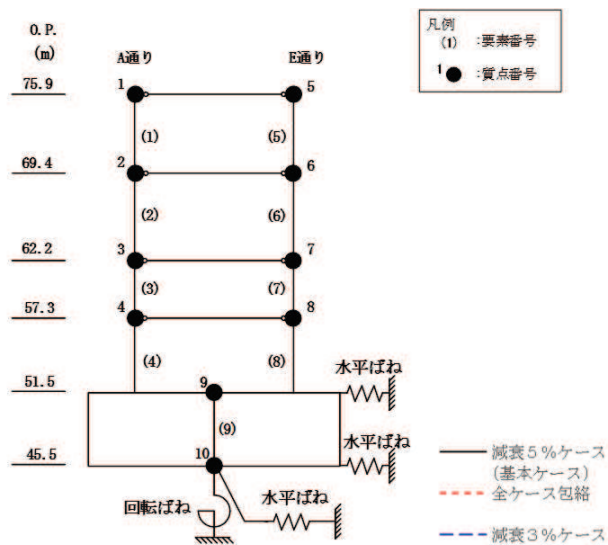 O.P.
(m)
A通り
E通り
凡例
(1) :要素番号
1 :質点番号
75.9
1
5
(1)
(5)
69.4
2
6
(2)
(6)
62.2
3
7
(3)
(7)
57.3
4
8
(4)
(8)
水平ばね
51.5
9
(9)
水平ばね
45.5
10
回転ばね
水平ばね
減衰5%ケース
(基本ケース)
全ケース包絡
減衰3%ケース